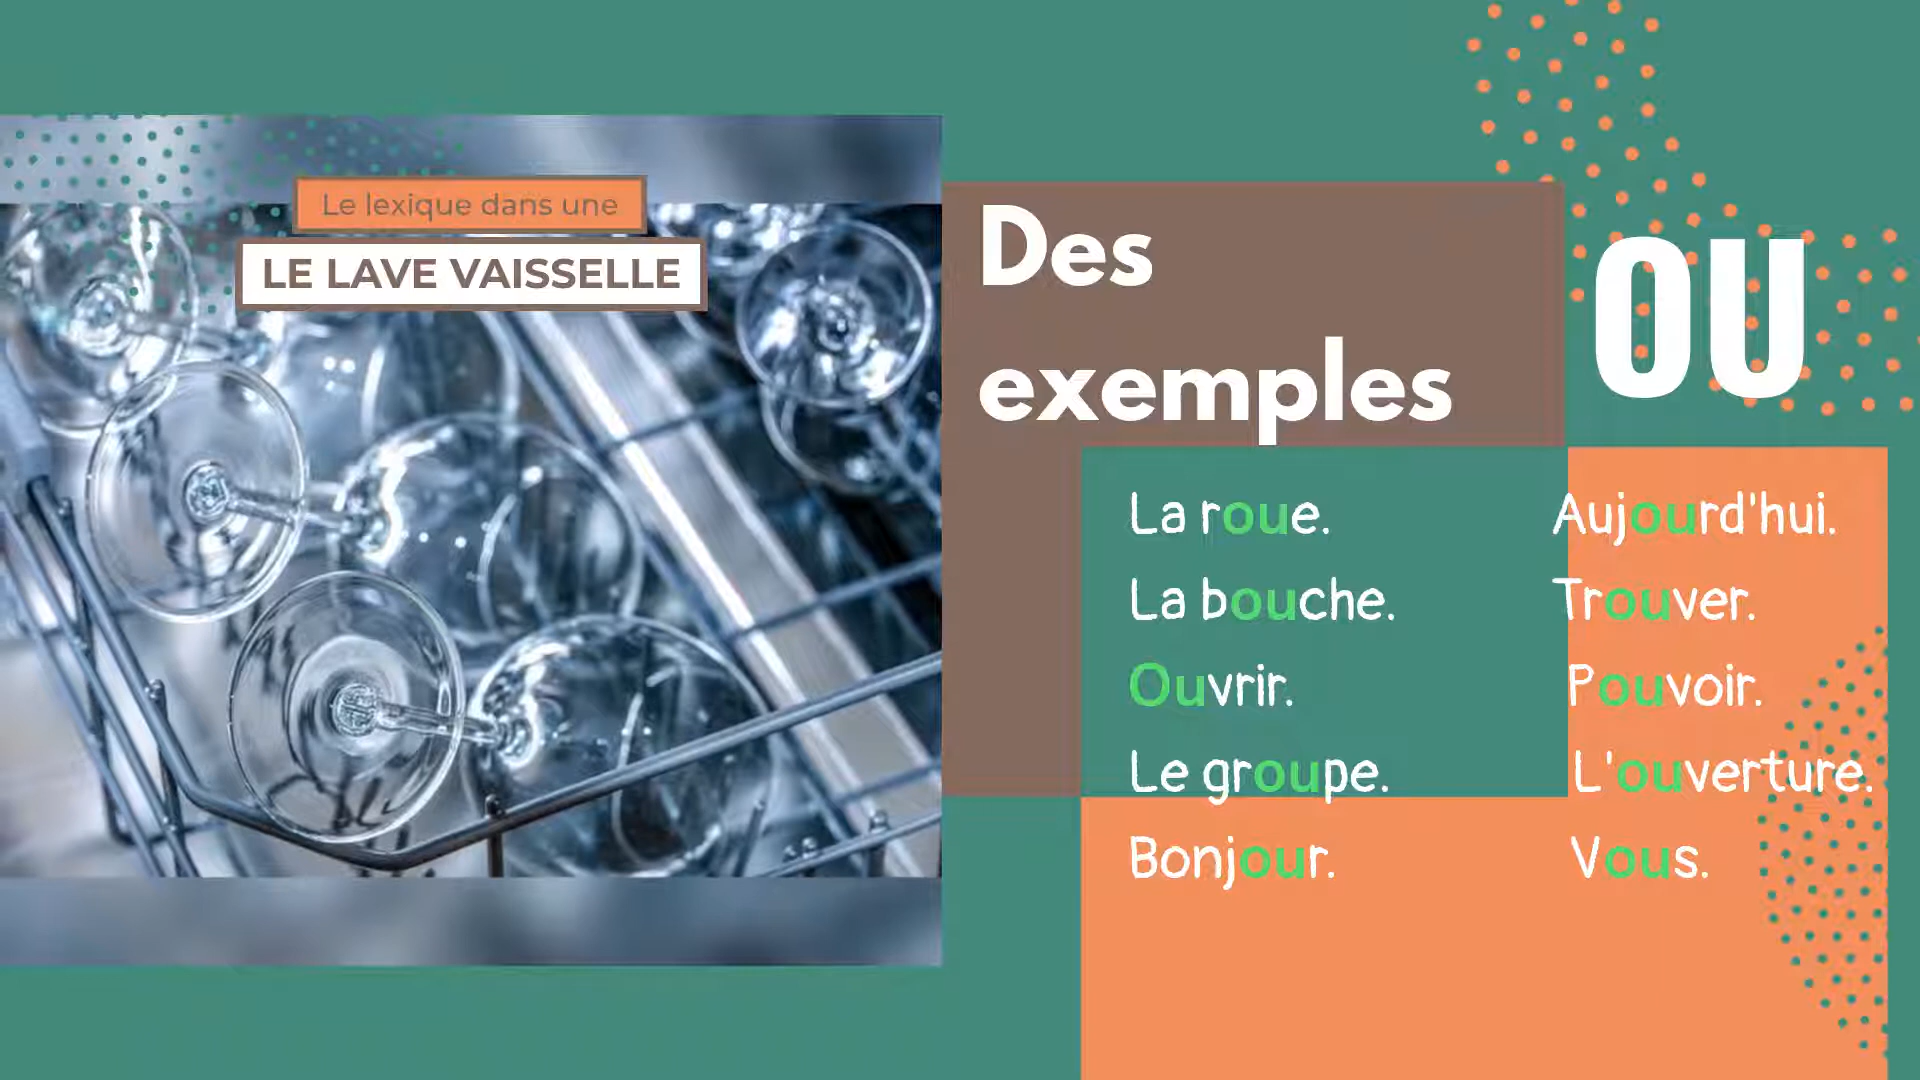 Le lexique dans une
LE LAVE VAISSELLE
Des
exemples
OU
La roue.
La bouche.
Ouvrir.
Le groupe.
Bonjour.
Aujourd'hui.
Trouver.
Pouvoir.
L'ouverture.
Vous.